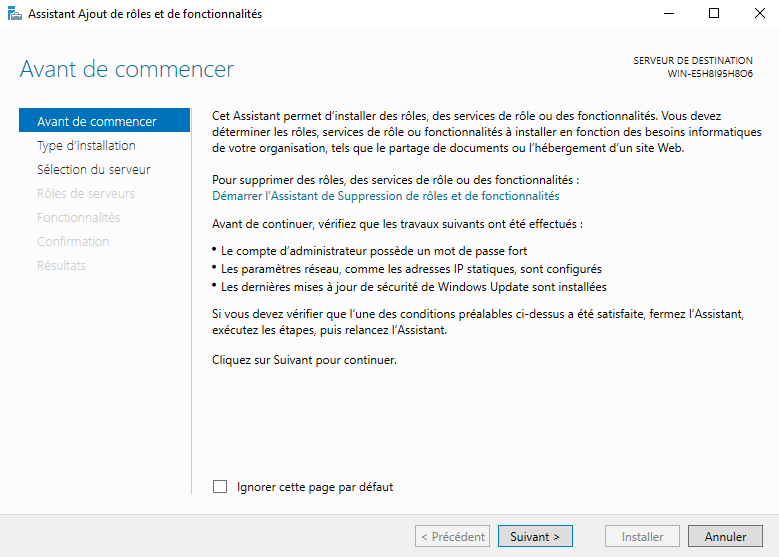 Assistant Ajout de rôles et de fonctionnalités
Avant de commencer
SERVEUR DE DESTINATION
WIN-E5H8I95H8O6
Avant de commencer
Type d'installation
Sélection du serveur
Rôles de serveurs
Fonctionnalités
Confirmation
Résultats
Cet Assistant permet d'installer des rôles, des services de rôle ou des fonctionnalités. Vous devez
déterminer les rôles, services de rôle ou fonctionnalités à installer en fonction des besoins informatiques
de votre organisation, tels que le partage de documents ou l'hébergement d'un site Web.
Pour supprimer des rôles, des services de rôle ou des fonctionnalités :
Démarrer l'Assistant de Suppression de rôles et de fonctionnalités
Avant de continuer, vérifiez que les travaux suivants ont été effectués :
• Le compte d'administrateur possède un mot de passe fort
• Les paramètres réseau, comme les adresses IP statiques, sont configurés
• Les dernières mises à jour de sécurité de Windows Update sont installées
Si vous devez vérifier que l'une des conditions préalables ci-dessus a été satisfaite, fermez l'Assistant,
exécutez les étapes, puis relancez l'Assistant.
Cliquez sur Suivant pour continuer.
Ignorer cette page par défaut
< Précédent
Suivant >
Installer
Annuler